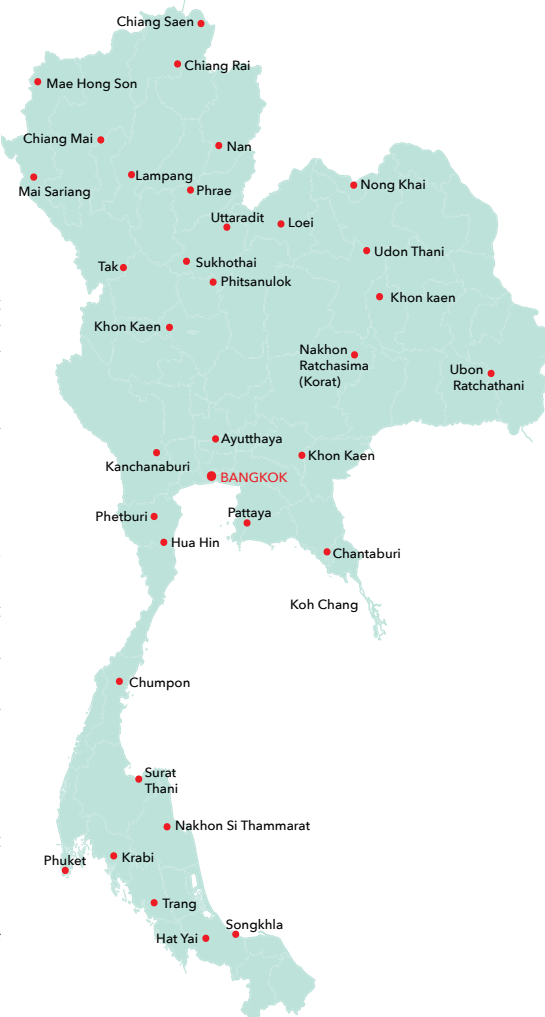 Chiang Saen
Chiang Rai
Mae Hong Son
Chiang Mai
Nan
Lampang
Mai Sariang
Phrae
Nong Khai
Uttaradit
Loei
Udon Thani
Sukhothai
Tak
Phitsanulok
Khon kaen
Khon Kaen
Nakhon
Ratchasima
(Korat)
Ubon
Ratchathani
Ayutthaya
Kanchanaburi
Khon Kaen
BANGKOK
Phetburi
Pattaya
Hua Hin
Chantaburi
Koh Chang
Chumpon
Surat
Thani
Nakhon Si Thammarat
Phuket
Krabi
Trang
Songkhla
Hat Yai